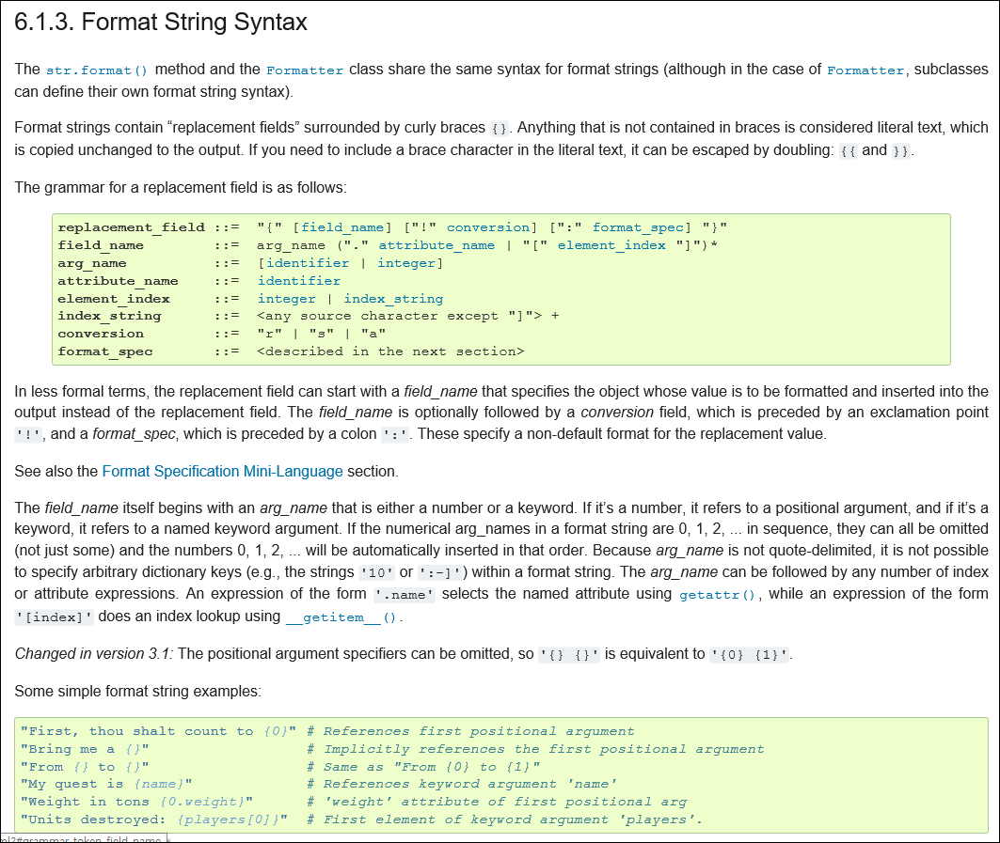 6.1.3. Format String Syntax
The str.format() method and the Formatter class share the same syntax for format strings (although in the case of Formatter, subclasses
can define their own format string syntax).
Format strings contain “replacement fields” surrounded by curly braces {}. Anything that is not contained in braces is considered literal text, which
is copied unchanged to the output. If you need to include a brace character in the literal text, it can be escaped by doubling: {{ and }}.
The grammar for a replacement field is as follows:
replacement_field ::=  "{" [field_name] ["!" conversion] [":" format_spec] "}"
field_name        ::=  arg_name ("." attribute_name | "[" element_index "]")*
arg_name          ::=  [identifier | integer]
attribute_name    ::=  identifier
element_index     ::=  integer | index_string
index_string      ::=  <any source character except "]"> +
conversion        ::=  "r" | "s" | "a"
format_spec       ::=  <described in the next section>
In less formal terms, the replacement field can start with a field_name that specifies the object whose value is to be formatted and inserted into the
output instead of the replacement field. The field_name is optionally followed by a conversion field, which is preceded by an exclamation point
'!', and a format_spec, which is preceded by a colon ':'. These specify a non-default format for the replacement value.
See also the Format Specification Mini-Language section.
The field_name itself begins with an arg_name that is either a number or a keyword. If it’s a number, it refers to a positional argument, and if it’s a
keyword, it refers to a named keyword argument. If the numerical arg_names in a format string are 0, 1, 2, ... in sequence, they can all be omitted
(not just some) and the numbers 0, 1, 2, ... will be automatically inserted in that order. Because arg_name is not quote-delimited, it is not possible
to specify arbitrary dictionary keys (e.g., the strings '10' or ':-]') within a format string. The arg_name can be followed by any number of index
or attribute expressions. An expression of the form '.name' selects the named attribute using getattr(), while an expression of the form
'[index]' does an index lookup using __getitem__().
Changed in version 3.1: The positional argument specifiers can be omitted, so '{} {}' is equivalent to '{0} {1}'.
Some simple format string examples:
"First, thou shalt count to {0}" # References first positional argument
"Bring me a {}"                  # Implicitly references the first positional argument
"From {} to {}"                  # Same as "From {0} to {1}"
"My quest is {name}"             # References keyword argument 'name'
"Weight in tons {0.weight}"      # 'weight' attribute of first positional arg
"Units destroyed: {players[0]}"  # First element of keyword argument 'players'.
ml?#grammar-token-field_name